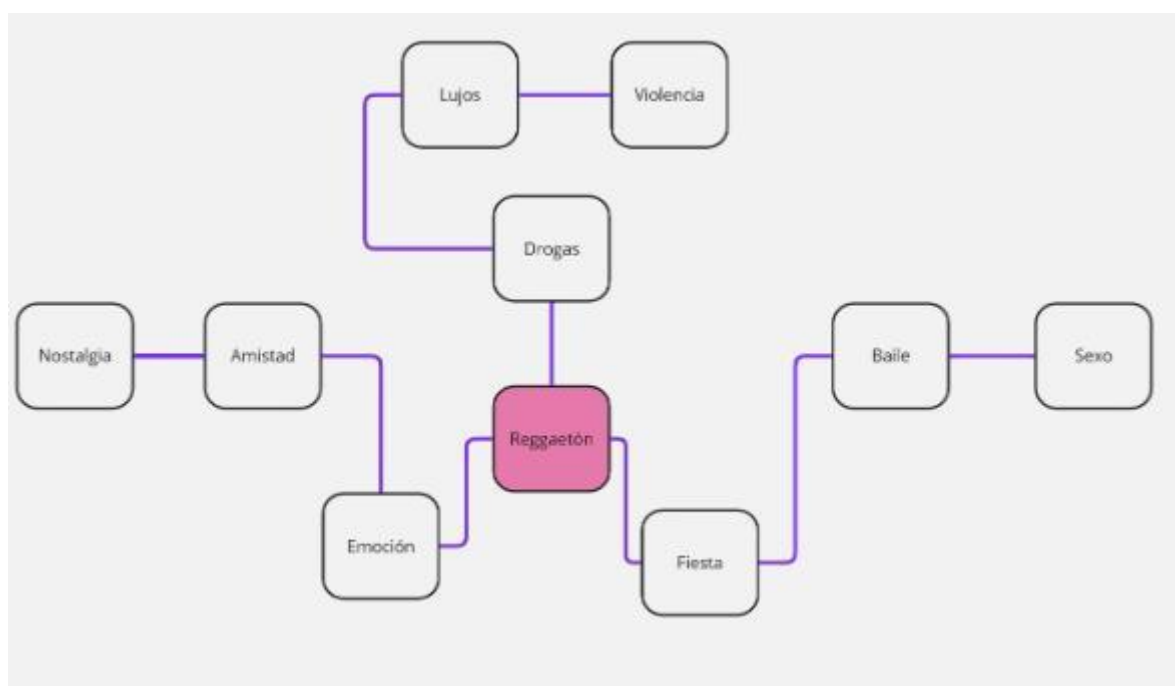 Lujos
Violencia
Drogas
Nostalgia
Amistad
Baile
Sexo
Reggaetón
Emoción
Fiesta